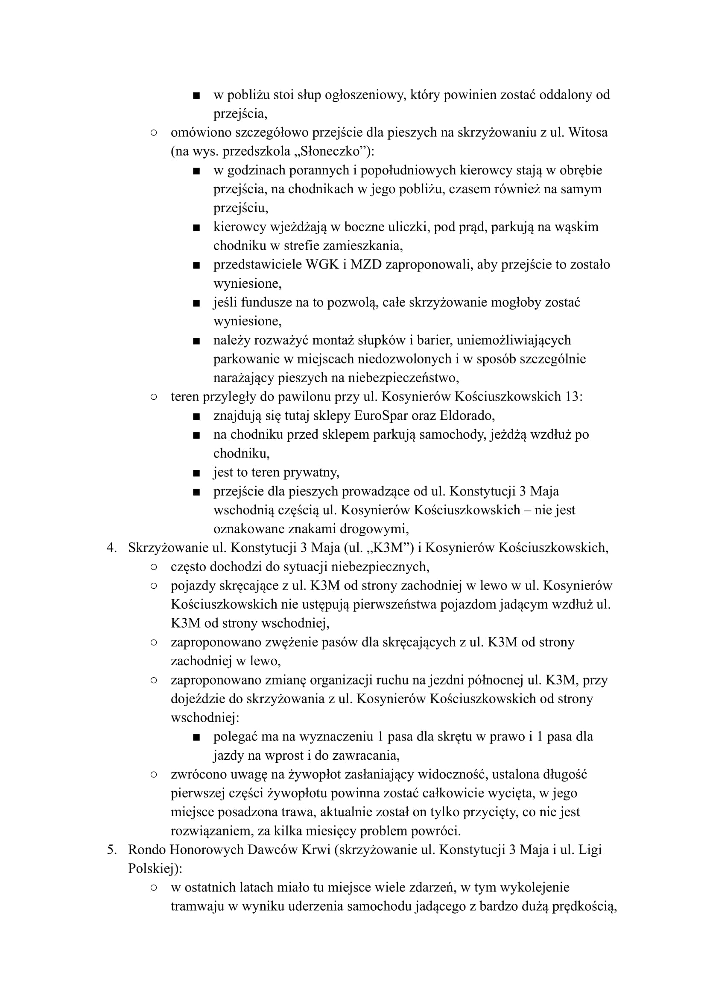 ■ w pobliżu stoi słup ogłoszeniowy, który powinien zostać oddalony od
przejścia,
○ omówiono szczegółowo przejście dla pieszych na skrzyżowaniu z ul. Witosa
(na wys. przedszkola „Słoneczko”):
■ w godzinach porannych i popołudniowych kierowcy stają w obrębie
przejścia, na chodnikach w jego pobliżu, czasem również na samym
przejściu,
■ kierowcy wjeżdżają w boczne uliczki, pod prąd, parkują na wąskim
chodniku w strefie zamieszkania,
■ przedstawiciele WGK i MZD zaproponowali, aby przejście to zostało
wyniesione,
■ jeśli fundusze na to pozwolą, całe skrzyżowanie mogłoby zostać
wyniesione,
■ należy rozważyć montaż słupków i barier, uniemożliwiających
parkowanie w miejscach niedozwolonych i w sposób szczególnie
narażający pieszych na niebezpieczeństwo,
○ teren przyległy do pawilonu przy ul. Kosynierów Kościuszkowskich 13:
■ znajdują się tutaj sklepy EuroSpar oraz Eldorado,
■ na chodniku przed sklepem parkują samochody, jeżdżą wzdłuż po
chodniku,
■ jest to teren prywatny,
■ przejście dla pieszych prowadzące od ul. Konstytucji 3 Maja
wschodnią częścią ul. Kosynierów Kościuszkowskich – nie jest
oznakowane znakami drogowymi,
4. Skrzyżowanie ul. Konstytucji 3 Maja (ul. „K3M”) i Kosynierów Kościuszkowskich,
○ często dochodzi do sytuacji niebezpiecznych,
○ pojazdy skręcające z ul. K3M od strony zachodniej w lewo w ul. Kosynierów
Kościuszkowskich nie ustępują pierwszeństwa pojazdom jadącym wzdłuż ul.
K3M od strony wschodniej,
○ zaproponowano zwężenie pasów dla skręcających z ul. K3M od strony
zachodniej w lewo,
○ zaproponowano zmianę organizacji ruchu na jezdni północnej ul. K3M, przy
dojeździe do skrzyżowania z ul. Kosynierów Kościuszkowskich od strony
wschodniej:
■ polegać ma na wyznaczeniu 1 pasa dla skrętu w prawo i 1 pasa dla
jazdy na wprost i do zawracania,
○ zwrócono uwagę na żywopłot zasłaniający widoczność, ustalona długość
pierwszej części żywopłotu powinna zostać całkowicie wycięta, w jego
miejsce posadzona trawa, aktualnie został on tylko przycięty, co nie jest
rozwiązaniem, za kilka miesięcy problem powróci.
5. Rondo Honorowych Dawców Krwi (skrzyżowanie ul. Konstytucji 3 Maja i ul. Ligi
Polskiej):
○ w ostatnich latach miało tu miejsce wiele zdarzeń, w tym wykolejenie
tramwaju w wyniku uderzenia samochodu jadącego z bardzo dużą prędkością,